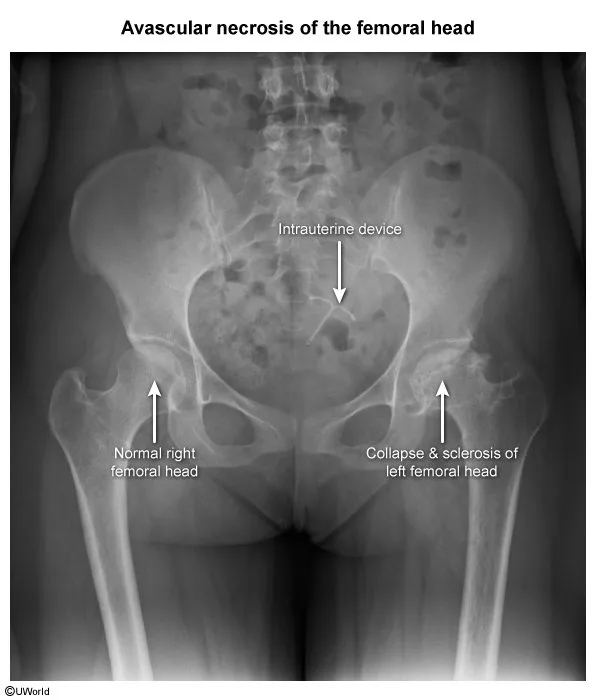 Avascular necrosis of the femoral head
Intrauterine device
Normal right
femoral head
Collapse & sclerosis of
left femoral head
©UWorld